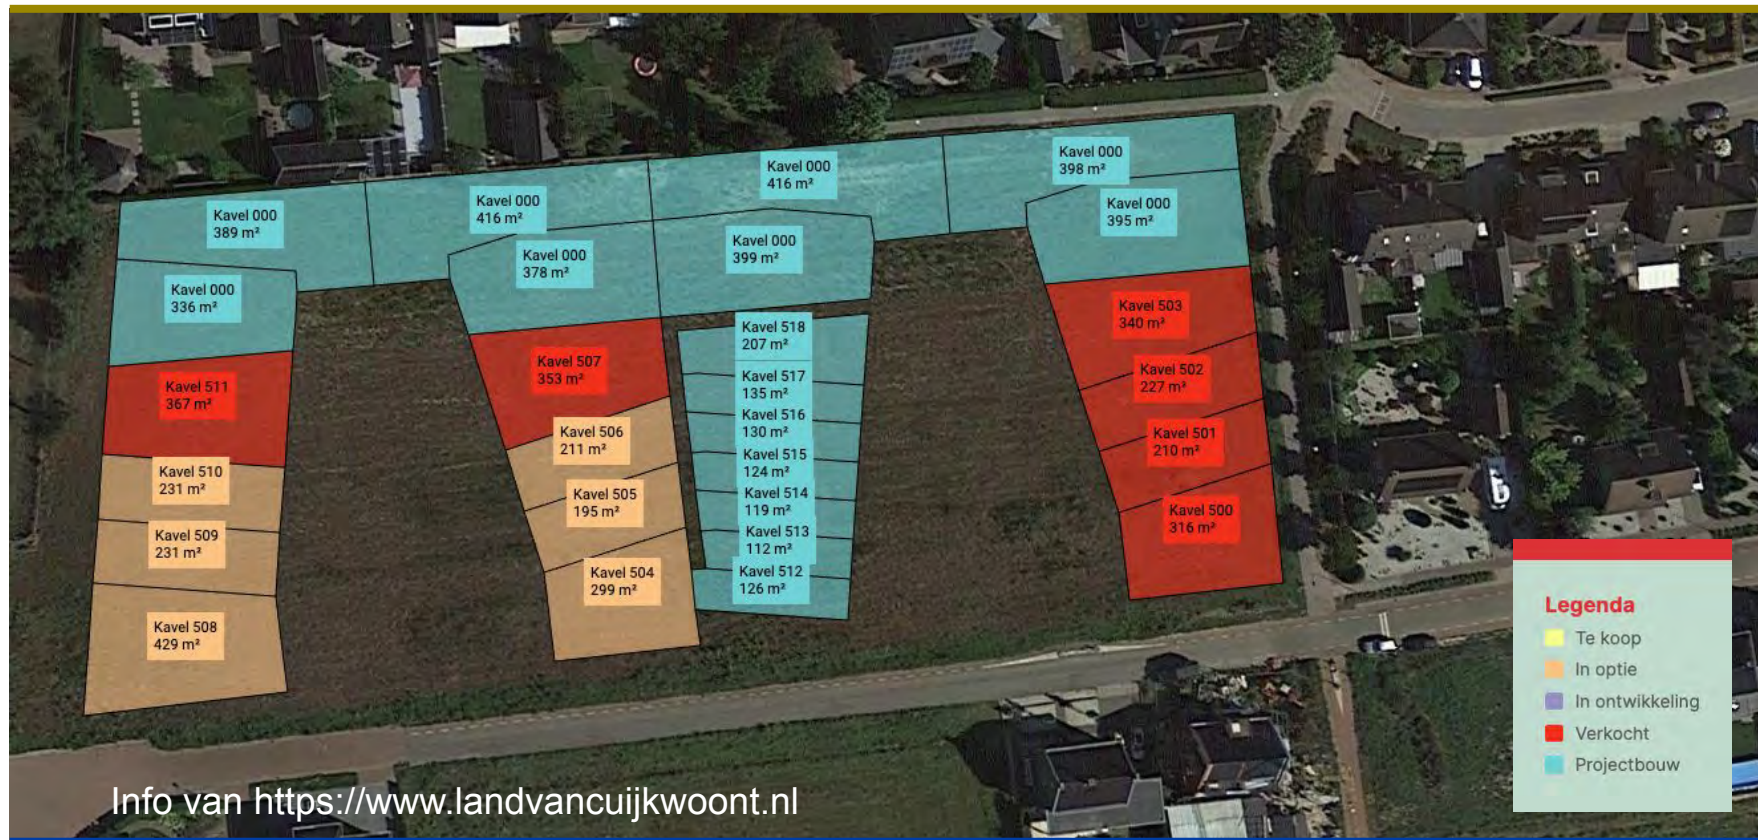 Kavel 000
389 m²
Kavel 000
416 m²
Kavel 000
416 m²
Kavel 000
398 m²
Kavel 000
336 m²
Kavel 000
378 m²
Kavel 000
399 m²
Kavel 000
395 m²
Kavel 511
367 m²
Kavel 510
231 m²
Kavel 509
231 m²
Kavel 508
429 m²
Kavel 507
353 m²
Kavel 506
211 m²
Kavel 505
195 m²
Kavel 504
299 m²
Kavel 518
207 m²
Kavel 517
135 m²
Kavel 516
130 m²
Kavel 515
124 m²
Kavel 514
119 m²
Kavel 513
112 m²
Kavel 512
126 m²
Kavel 503
340 m²
Kavel 502
227 m²
Kavel 501
210 m²
Kavel 500
316 m²
Legenda
Te koop
In optie
In ontwikkeling
Verkocht
Projectbouw
Info van https://www.landvancuijkwoont.nl